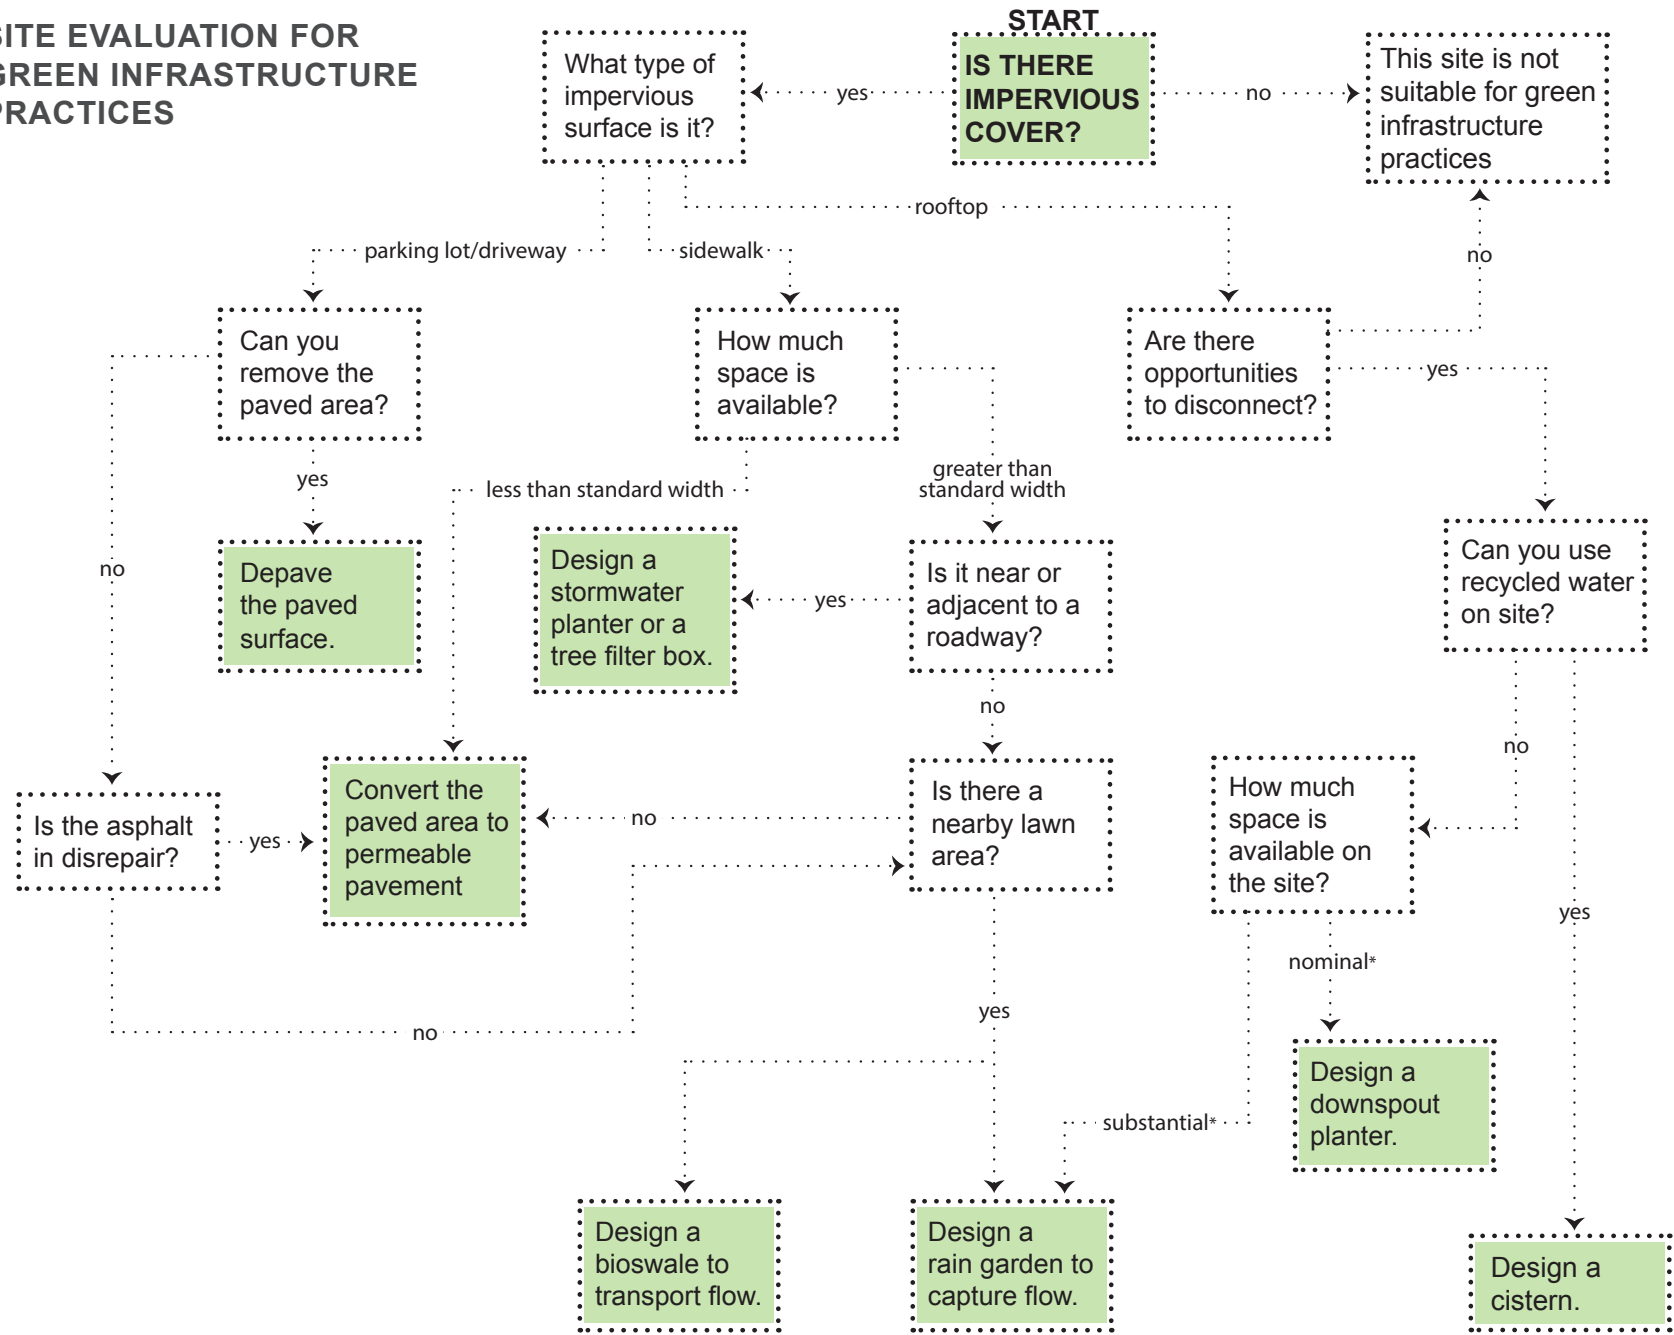 SITE EVALUATION FOR
GREEN INFRASTRUCTURE
PRACTICES
START
IS THERE
IMPERVIOUS
COVER?
yes
no
What type of
impervious
surface is it?
This site is not
suitable for green
infrastructure
practices
rooftop
parking lot/driveway
sidewalk
no
Can you
remove the
paved area?
How much
space is
available?
Are there
opportunities
to disconnect?
yes
yes
less than standard width
greater than
standard width
no
Depave
the paved
surface.
Design a
stormwater
planter or a
tree filter box.
yes
Is it near or
adjacent to a
roadway?
Can you use
recycled water
on site?
no
no
Is the asphalt
in disrepair?
yes
Convert the
paved area to
permeable
pavement
no
Is there a
nearby lawn
area?
How much
space is
available on
the site?
yes
nominal*
no
yes
substantial*
Design a
downspout
planter.
Design a
bioswale to
transport flow.
Design a
rain garden to
capture flow.
Design a
cistern.